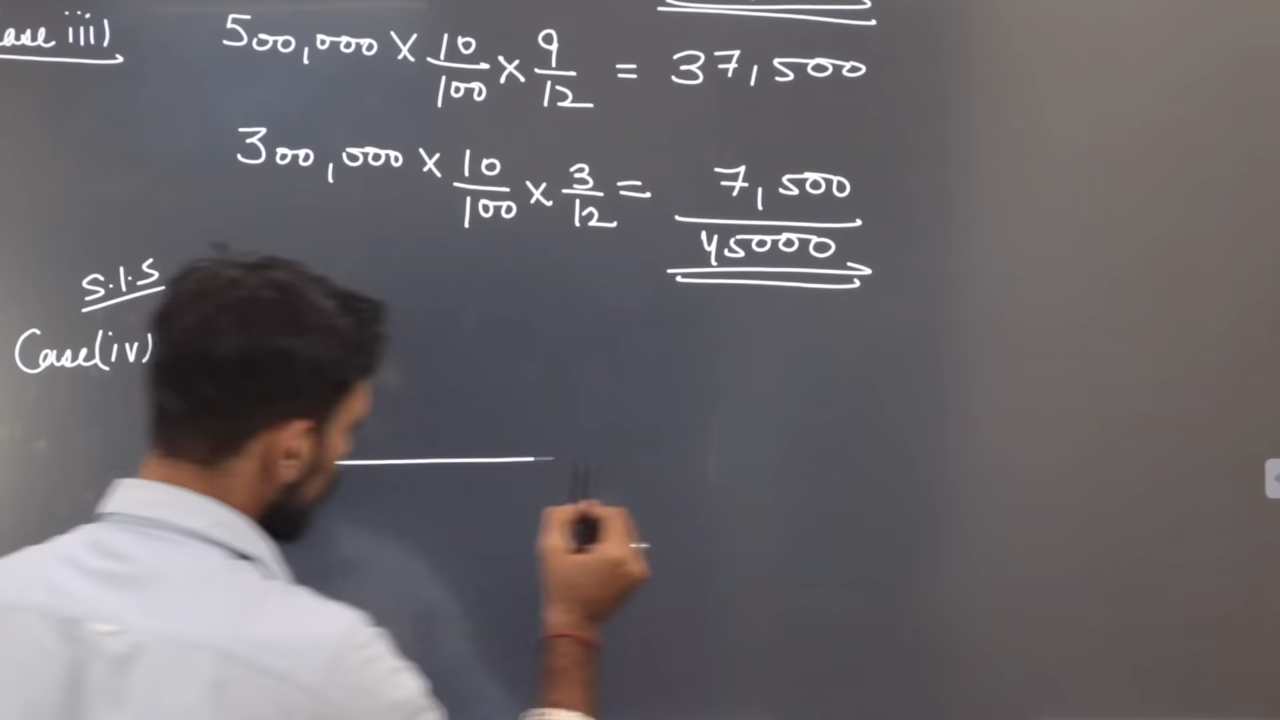 ase iii)
500,000 × 10/100 × 9/12 = 37,500
300,000 × 10/100 × 3/12 = 7,500
45000
S.I.S
Case(iv)